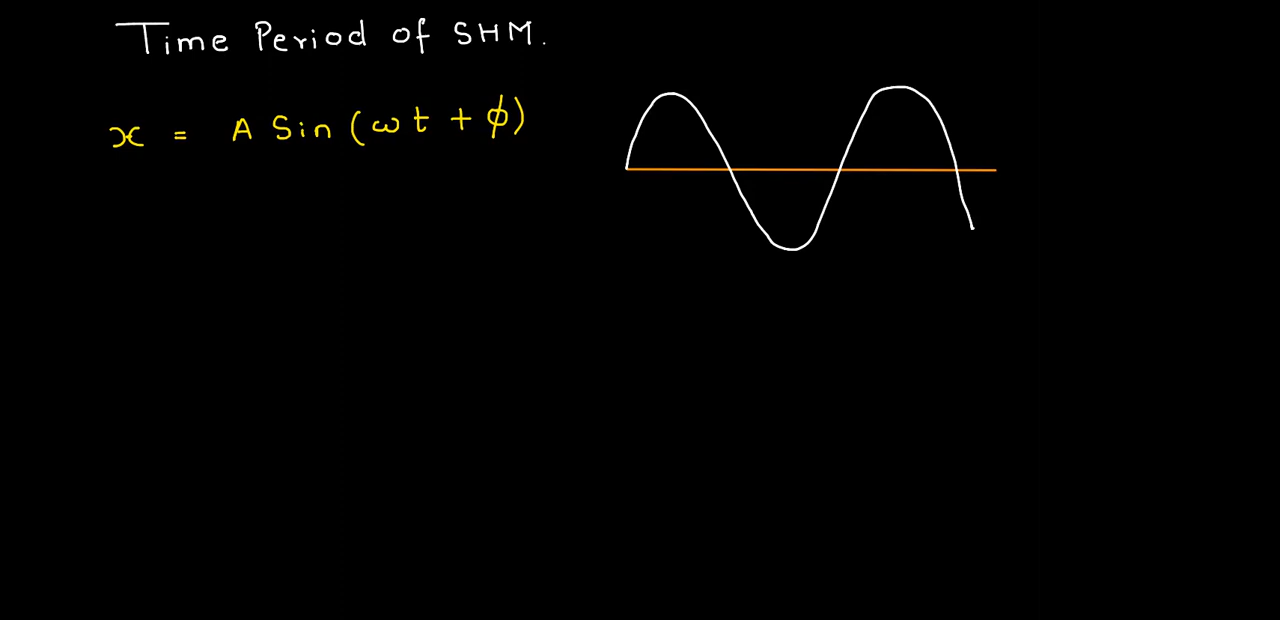 Time Period of SHM.
x = A Sin (ωt + ϕ)